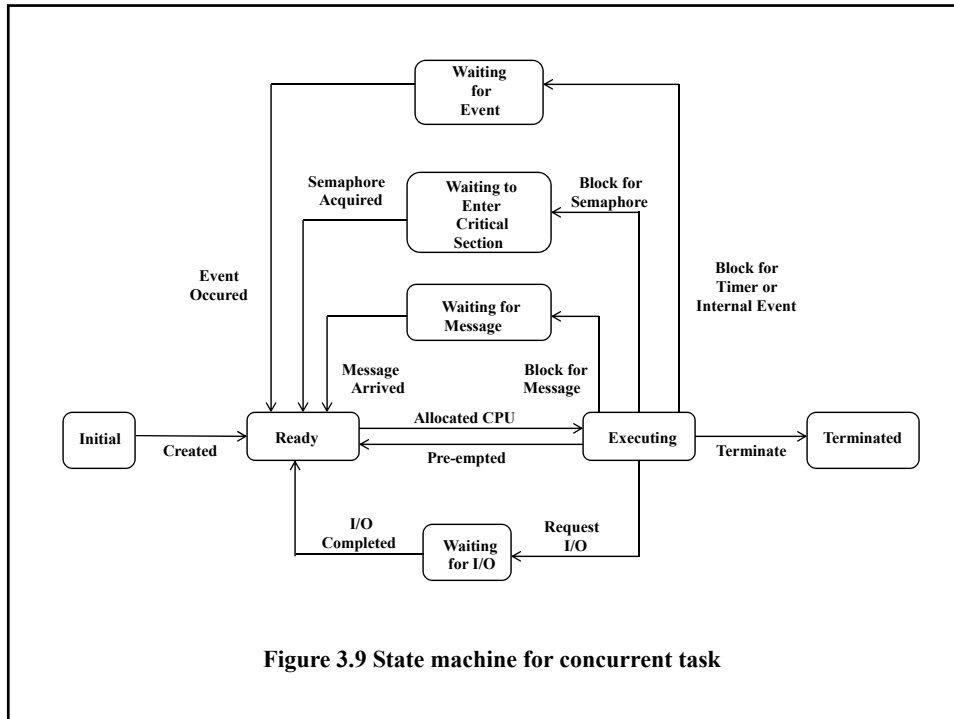 Waiting
for
Event
Semaphore
Acquired
Waiting to
Enter
Critical
Section
Block for
Semaphore
Event
Occured
Block for
Timer or
Internal Event
Waiting for
Message
Message
Arrived
Block for
Message
Initial
Created
Ready
Allocated CPU
Pre-empted
Executing
Terminate
Terminated
I/O
Completed
Waiting
for I/O
Request
I/O
Figure 3.9 State machine for concurrent task